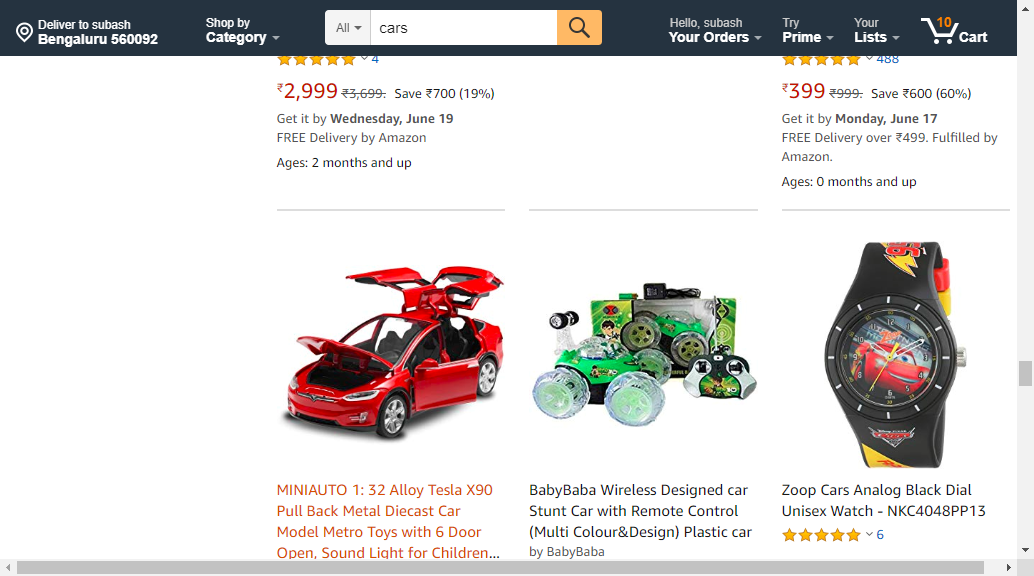 Deliver to subash
Bengaluru 560092
Shop by
Category
All
cars
Hello, subash
Your Orders
Try
Prime
Your
Lists
10
Cart
4
₹2,999 ₹3,699. Save ₹700 (19%)
Get it by Wednesday, June 19
FREE Delivery by Amazon
Ages: 2 months and up
488
₹399 ₹999. Save ₹600 (60%)
Get it by Monday, June 17
FREE Delivery over ₹499. Fulfilled by
Amazon.
Ages: 0 months and up
MINIAUTO 1: 32 Alloy Tesla X90
Pull Back Metal Diecast Car
Model Metro Toys with 6 Door
Open, Sound Light for Children...
BabyBaba Wireless Designed car
Stunt Car with Remote Control
(Multi Colour&Design) Plastic car
by BabyBaba
95
Zoop Cars Analog Black Dial
Unisex Watch - NKC4048PP13
6